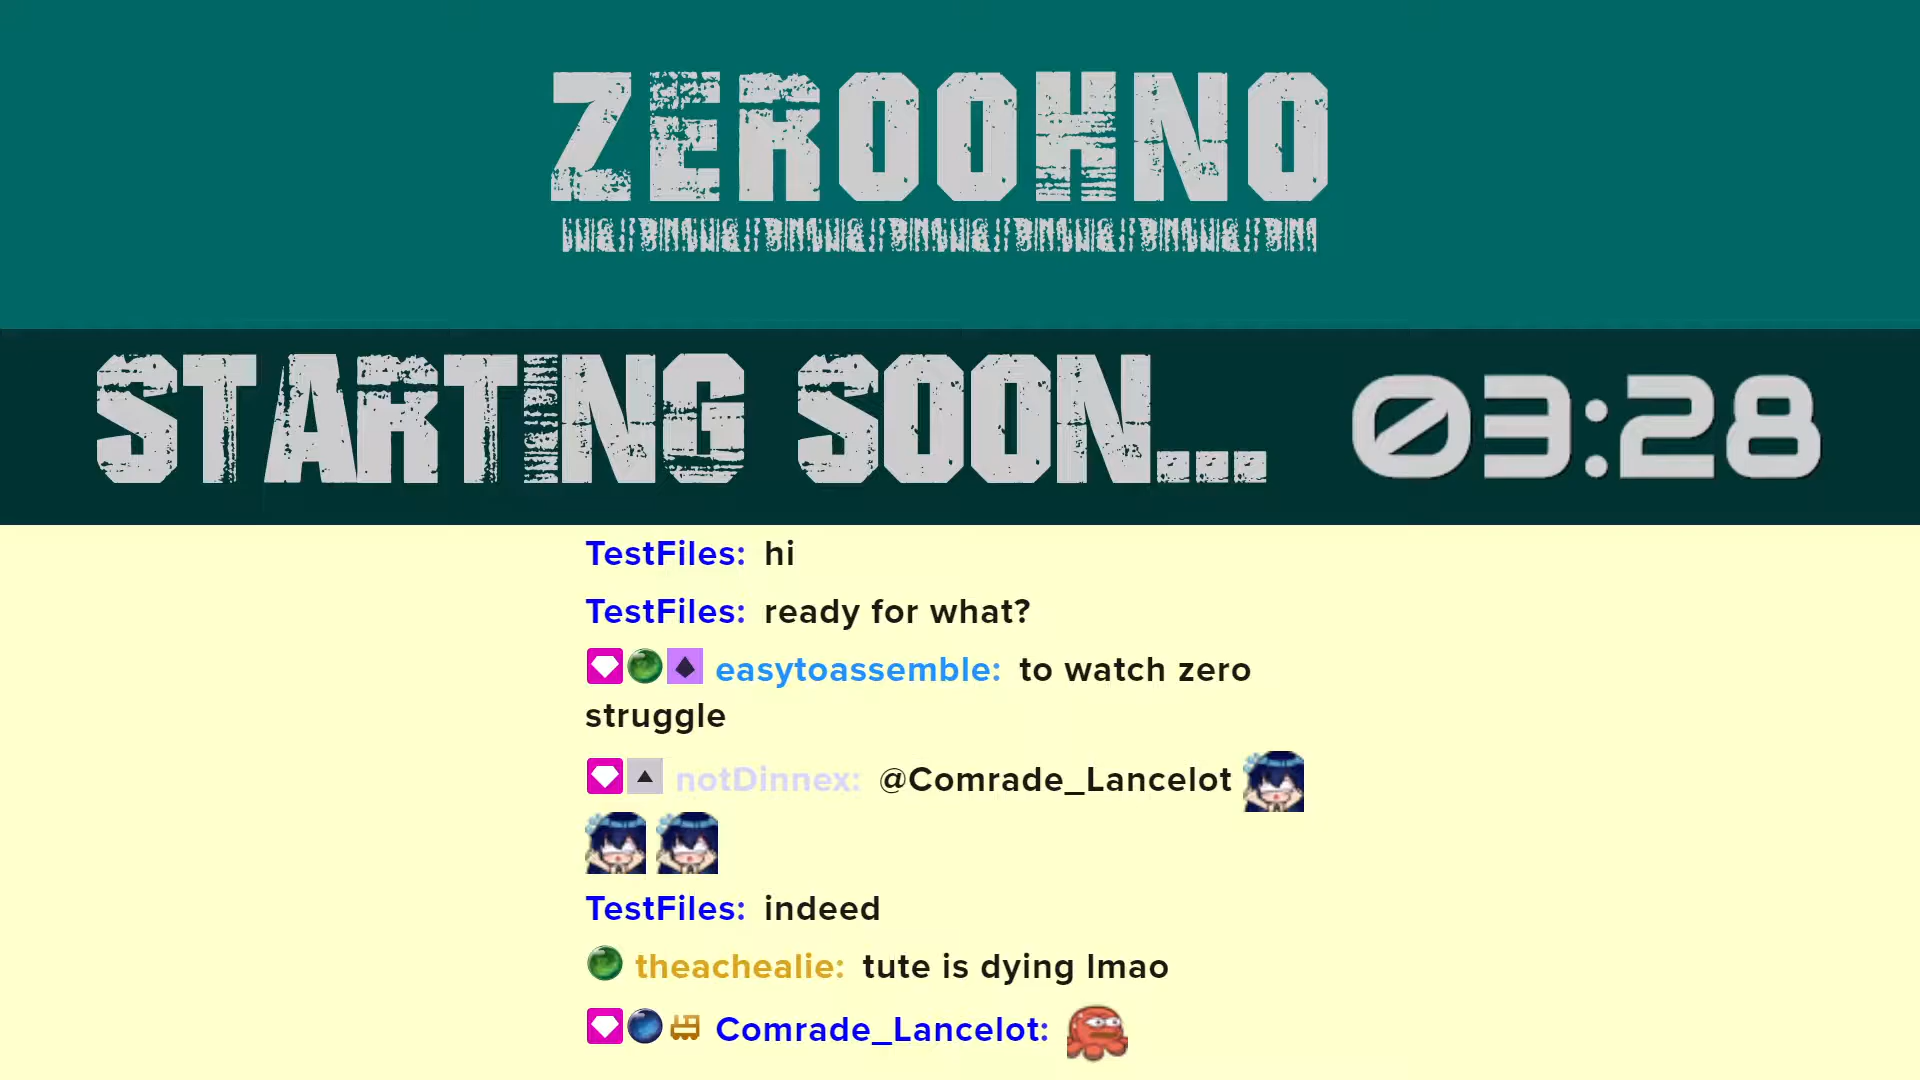 ZEROOHNO
STARTING SOON... 03:28
TestFiles: hi
TestFiles: ready for what?
easytoassemble: to watch zero
struggle
notDinnex: @Comrade_Lancelot
TestFiles: indeed
theachealie: tute is dying lmao
Comrade_Lancelot: